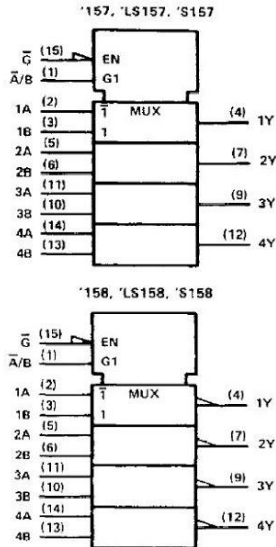 '157, 'LS157, 'S157
G̅ (15) EN
A̅/B (1) G1
MUX
1A (2) 1̅ (4) 1Y
1B (3) 1
2A (5) (7) 2Y
2B (6)
3A (11) (9) 3Y
3B (10)
4A (14) (12) 4Y
4B (13)
'158, 'LS158, 'S158
G̅ (15) EN
A̅/B (1) G1
MUX
1A (2) 1̅ (4) 1Y
1B (3) 1
2A (5) (7) 2Y
2B (6)
3A (11) (9) 3Y
3B (10)
4A (14) (12) 4Y
4B (13)